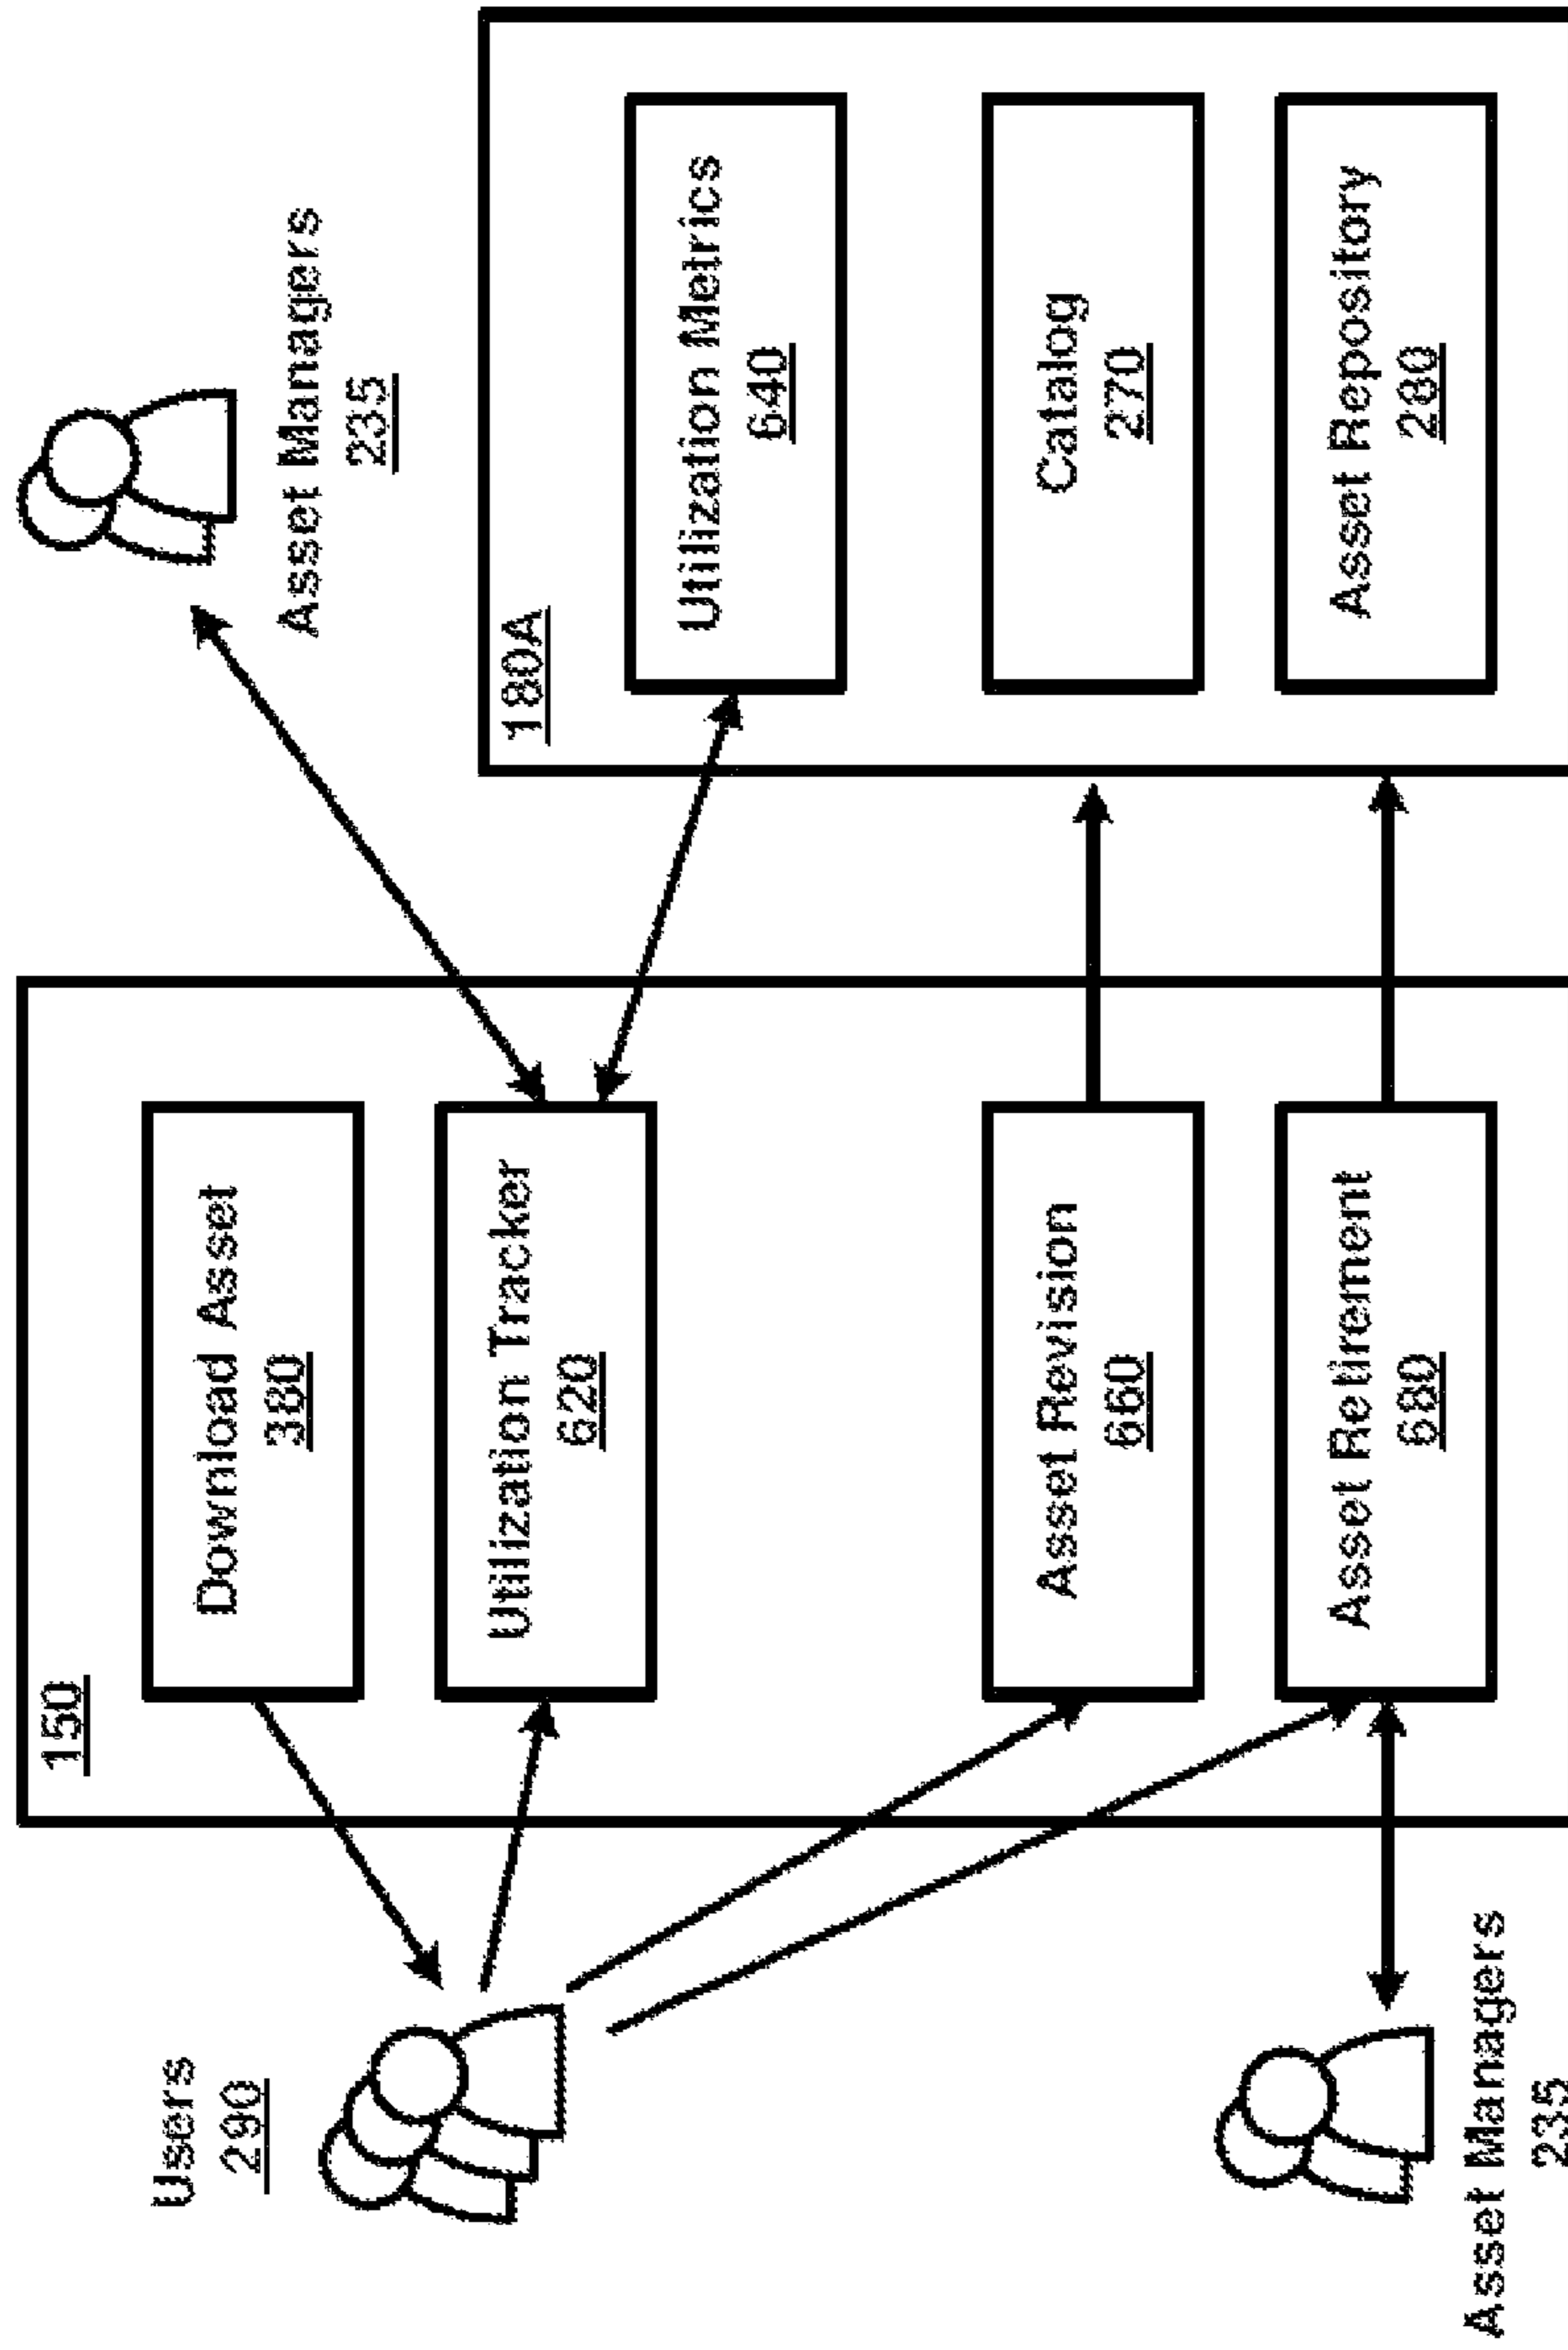 Users
290
150
Download Asset
380
Utilization Tracker
620
Asset Revision
660
Asset Retirement
680
Asset Managers
235
Asset Managers
235
180A
Utilization Metrics
640
Catalog
270
Asset Repository
280